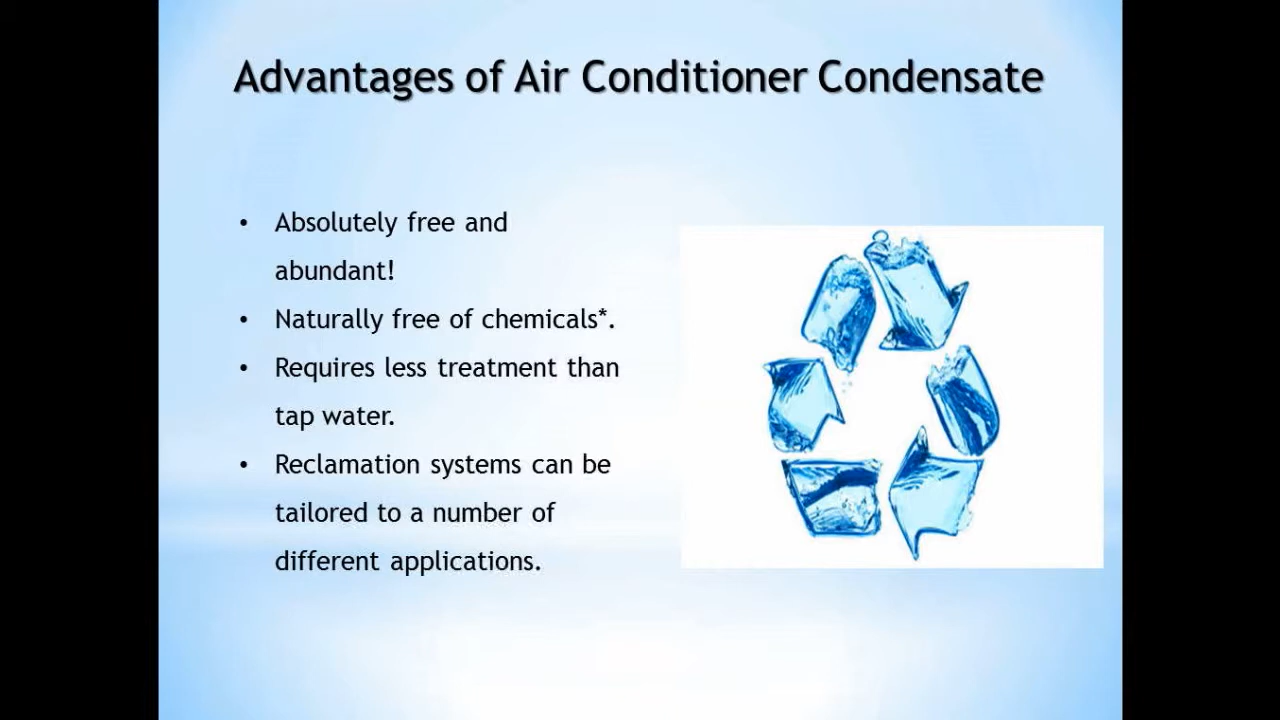 Advantages of Air Conditioner Condensate
• Absolutely free and
abundant!
• Naturally free of chemicals*.
• Requires less treatment than
tap water.
• Reclamation systems can be
tailored to a number of
different applications.